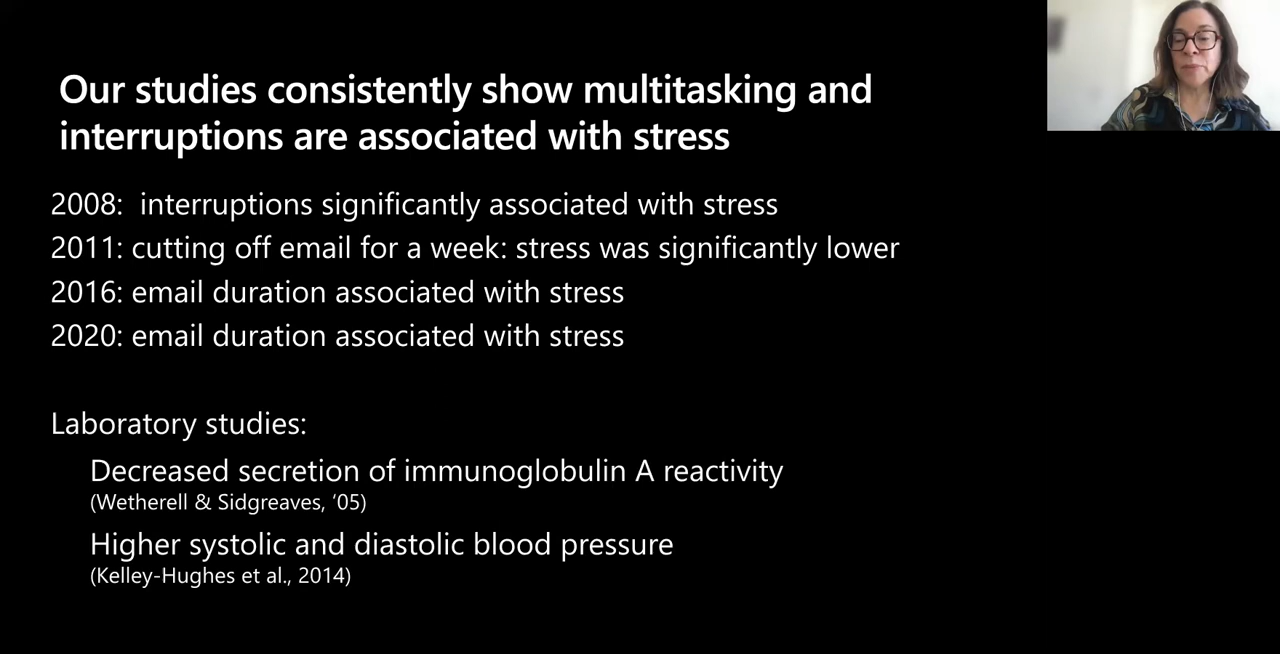 Our studies consistently show multitasking and
interruptions are associated with stress
2008:  interruptions significantly associated with stress
2011: cutting off email for a week: stress was significantly lower
2016: email duration associated with stress
2020: email duration associated with stress
Laboratory studies:
Decreased secretion of immunoglobulin A reactivity
(Wetherell & Sidgreaves, ‘05)
Higher systolic and diastolic blood pressure
(Kelley-Hughes et al., 2014)